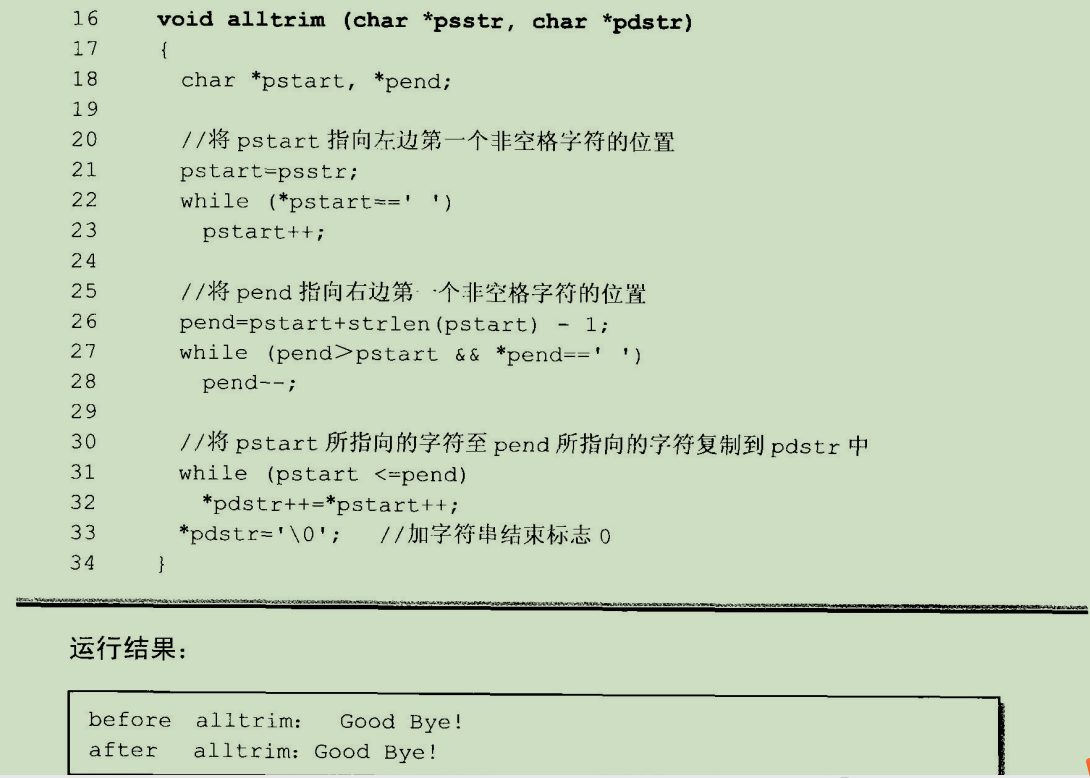 16 void alltrim (char *psstr, char *pdstr)
17 {
18 char *pstart, *pend;
19
20 //将 pstart 指向左边第一个非空格字符的位置
21 pstart=psstr;
22 while (*pstart==' ')
23 pstart++;
24
25 //将 pend 指向右边第一个非空格字符的位置
26 pend=pstart+strlen(pstart) - 1;
27 while (pend>pstart && *pend==' ')
28 pend--;
29
30 //将 pstart 所指向的字符至 pend 所指向的字符复制到 pdstr 中
31 while (pstart <=pend)
32 *pdstr++=*pstart++;
33 *pdstr='\0'; //加字符串结束标志 0
34 }
运行结果：
before alltrim: Good Bye!
after alltrim: Good Bye!